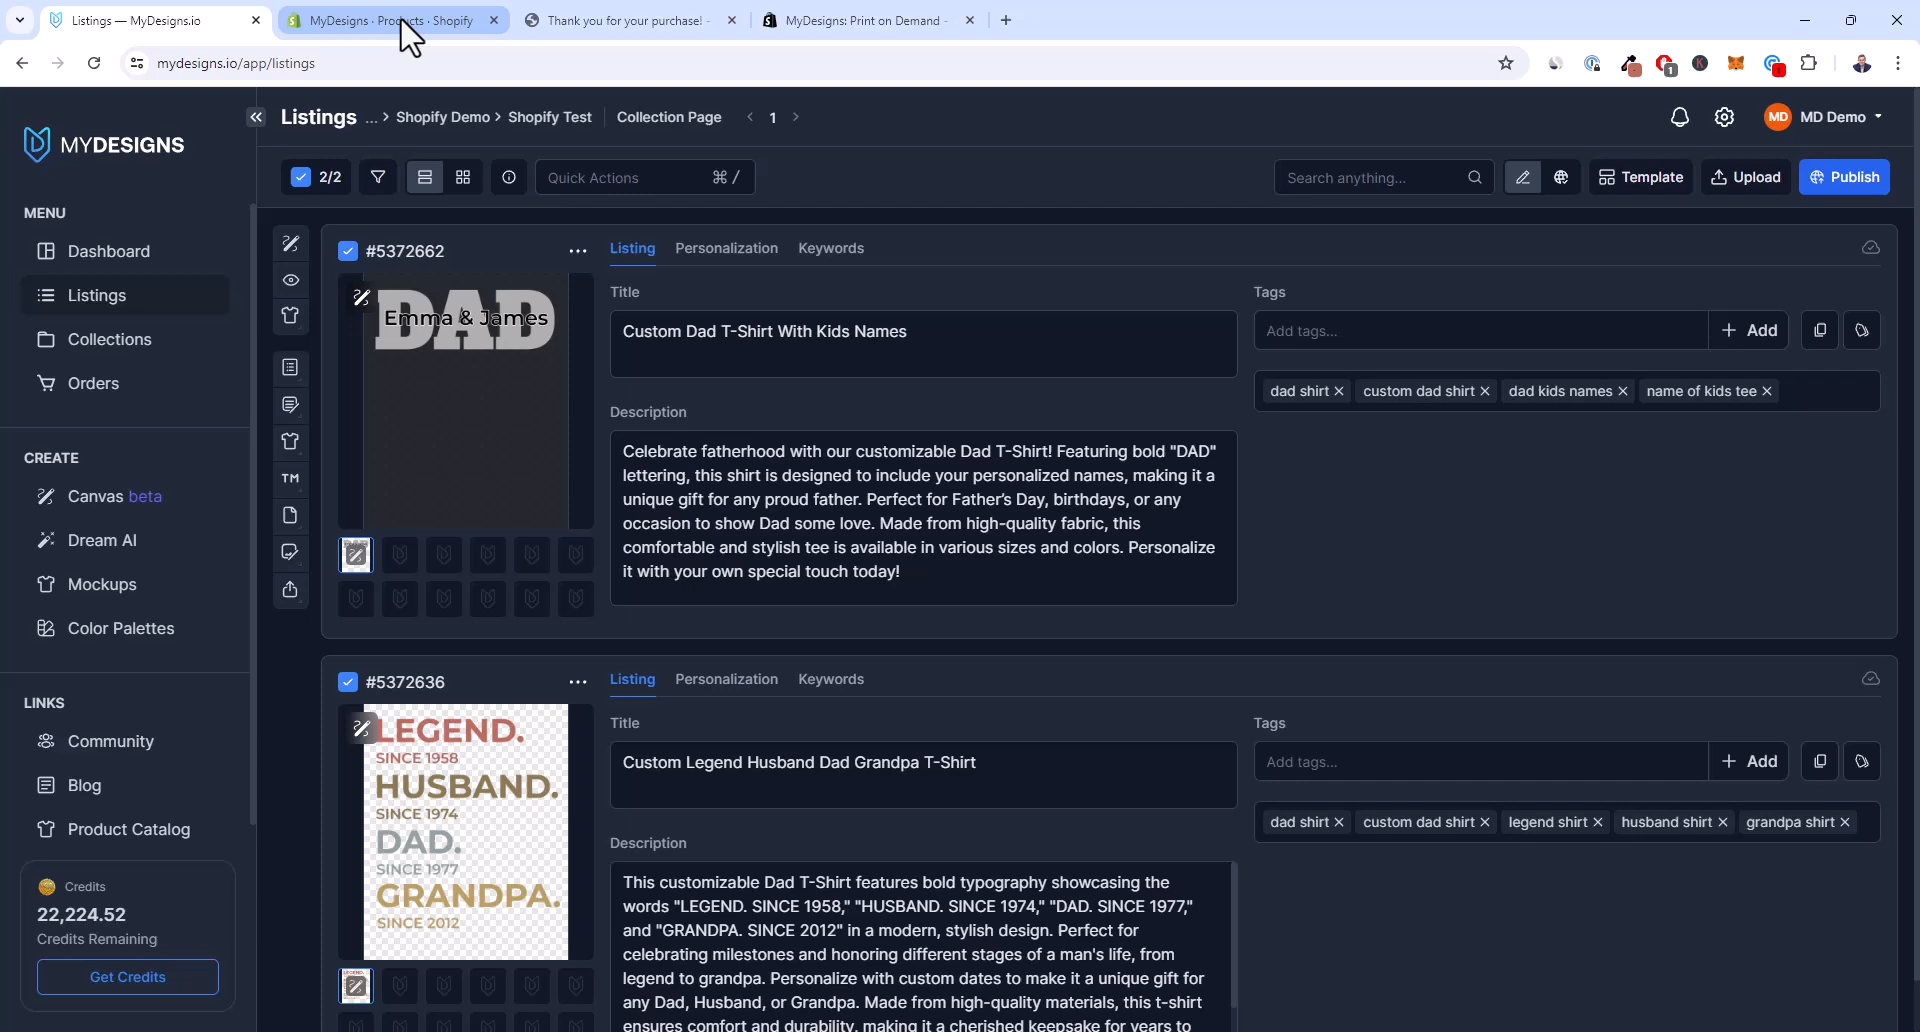 Listings — MyDesigns.io
MyDesigns · Products · Shopify
Thank you for your purchase! -
MyDesigns: Print on Demand -
mydesigns.io/app/listings
MYDESIGNS
MENU
Dashboard
Listings
Collections
Orders
CREATE
Canvas beta
Dream AI
Mockups
Color Palettes
LINKS
Community
Blog
Product Catalog
Credits
22,224.52
Credits Remaining
Get Credits
Listings ... > Shopify Demo > Shopify Test
Collection Page < 1 >
MD MD Demo
2/2
Quick Actions ⌘ /
Search anything...
Template
Upload
Publish
TM
#5372662
DAD
Emma & James
Listing Personalization Keywords
Title
Custom Dad T-Shirt With Kids Names
Description
Celebrate fatherhood with our customizable Dad T-Shirt! Featuring bold "DAD"
lettering, this shirt is designed to include your personalized names, making it a
unique gift for any proud father. Perfect for Father's Day, birthdays, or any
occasion to show Dad some love. Made from high-quality fabric, this
comfortable and stylish tee is available in various sizes and colors. Personalize
it with your own special touch today!
Tags
Add tags...
+ Add
dad shirt × custom dad shirt × dad kids names × name of kids tee ×
#5372636
LEGEND.
SINCE 1958
HUSBAND.
SINCE 1974
DAD.
SINCE 1977
GRANDPA.
SINCE 2012
Listing Personalization Keywords
Title
Custom Legend Husband Dad Grandpa T-Shirt
Description
This customizable Dad T-Shirt features bold typography showcasing the
words "LEGEND. SINCE 1958," "HUSBAND. SINCE 1974," "DAD. SINCE 1977,"
and "GRANDPA. SINCE 2012" in a modern, stylish design. Perfect for
celebrating milestones and honoring different stages of a man's life, from
legend to grandpa. Personalize with custom dates to make it a unique gift for
any Dad, Husband, or Grandpa. Made from high-quality materials, this t-shirt
ensures comfort and durability, making it a cherished keepsake for years to
Tags
Add tags...
+ Add
dad shirt × custom dad shirt × legend shirt × husband shirt × grandpa shirt ×